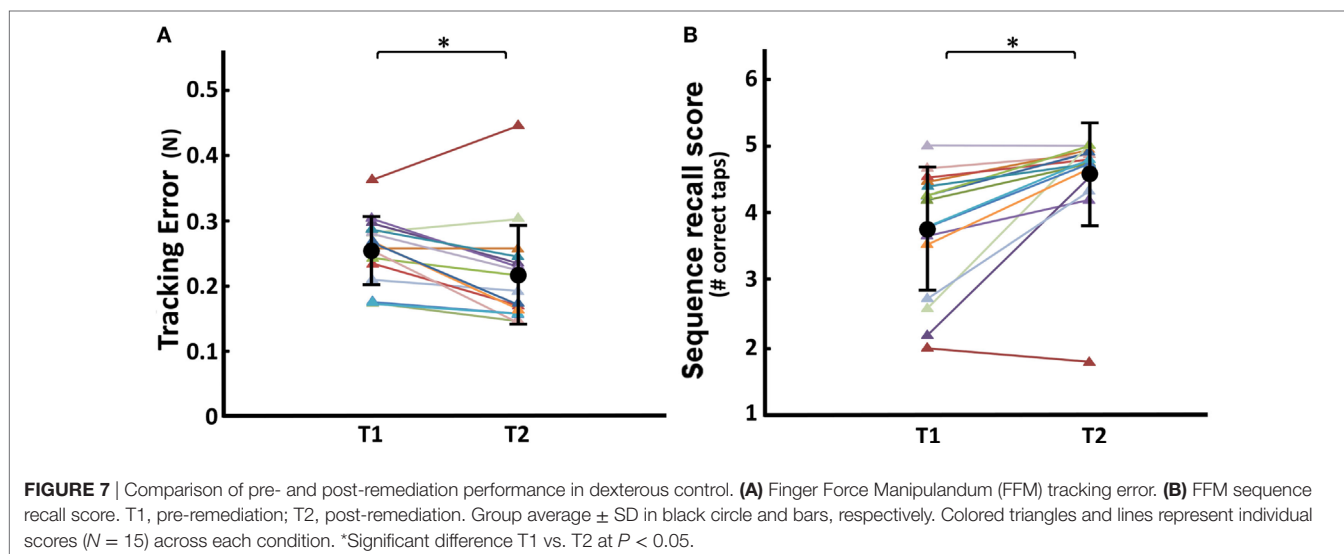 A
*
0.5
0.4
0.3
0.2
0.1
0
Tracking Error (N)
T1
T2
B
*
6
5
4
3
2
1
Sequence recall score
(# correct taps)
T1
T2
FIGURE 7 | Comparison of pre- and post-remediation performance in dexterous control. (A) Finger Force Manipulandum (FFM) tracking error. (B) FFM sequence
recall score. T1, pre-remediation; T2, post-remediation. Group average ± SD in black circle and bars, respectively. Colored triangles and lines represent individual
scores (N = 15) across each condition. *Significant difference T1 vs. T2 at P < 0.05.